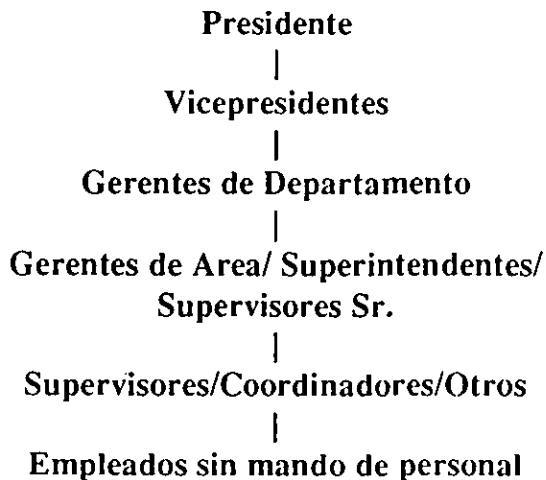 Presidente
Vicepresidentes
Gerentes de Departamento
Gerentes de Area/ Superintendentes/
Supervisores Sr.
Supervisores/Coordinadores/Otros
Empleados sin mando de personal